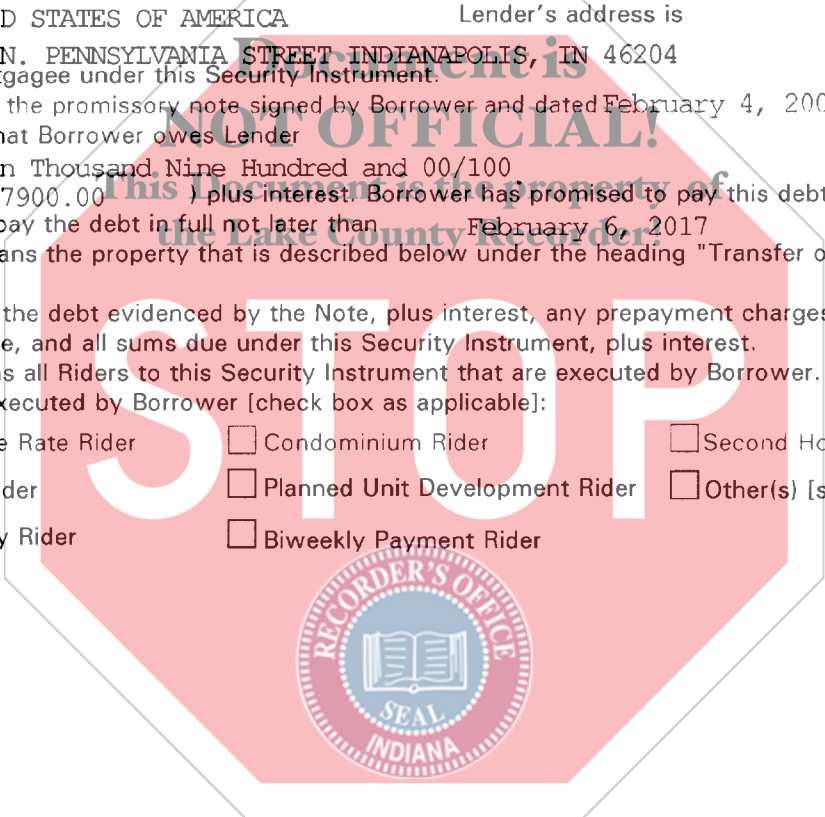 D STATES OF AMERICA Lender's address is
N. PENNSYLVANIA STREET INDIANAPOLIS, IN 46204
Document is
tgagee under this Security Instrument.
the promissory note signed by Borrower and dated February 4, 200
NOT OFFICIAL!
hat Borrower owes Lender
n Thousand Nine Hundred and 00/100
This Document is the property of
7900.00 ) plus interest. Borrower has promised to pay this debt
pay the debt in full not later than February 6, 2017
the Lake County Recorder!
ans the property that is described below under the heading "Transfer o
the debt evidenced by the Note, plus interest, any prepayment charges
e, and all sums due under this Security Instrument, plus interest.
s all Riders to this Security Instrument that are executed by Borrower.
xecuted by Borrower [check box as applicable]:
STOP
e Rate Rider Condominium Rider Second Ho
der Planned Unit Development Rider Other(s) [s
y Rider Biweekly Payment Rider
RECORDER'S OFFICE
SEAL
INDIANA